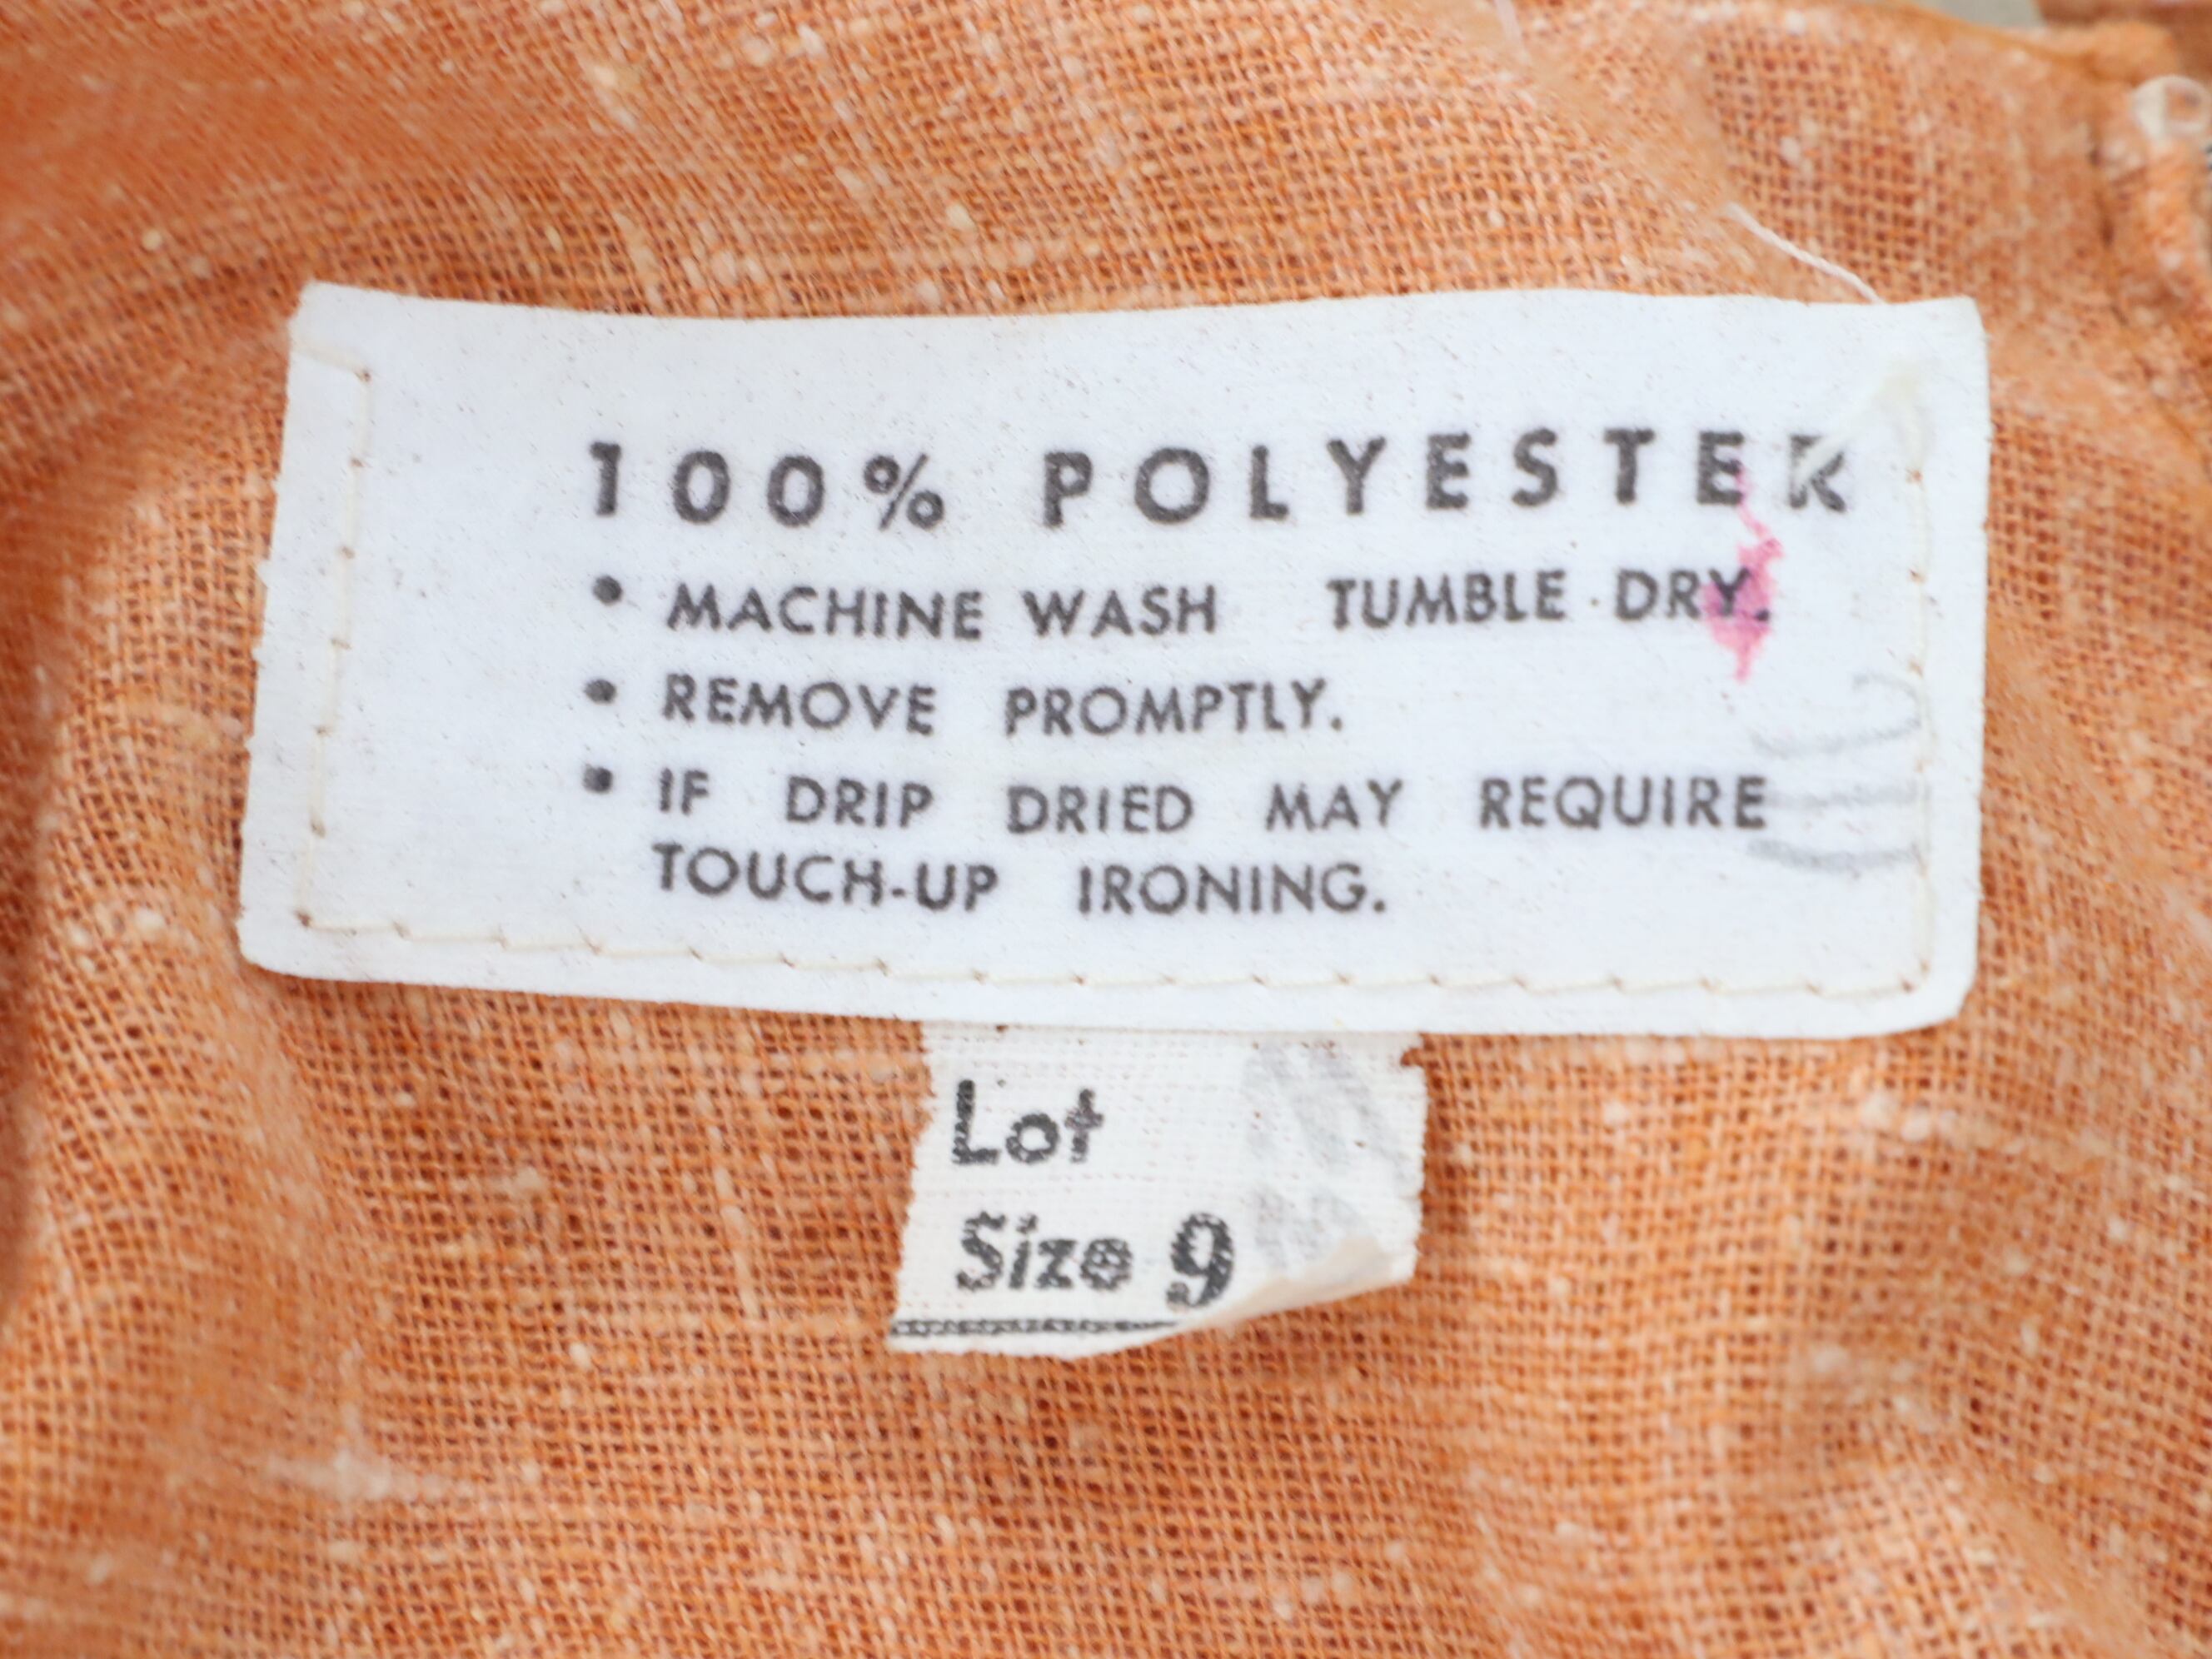 100% POLYESTER
• MACHINE WASH TUMBLE DRY.
• REMOVE PROMPTLY.
• IF DRIP DRIED MAY REQUIRE
TOUCH-UP IRONING.
Lot
Size 9